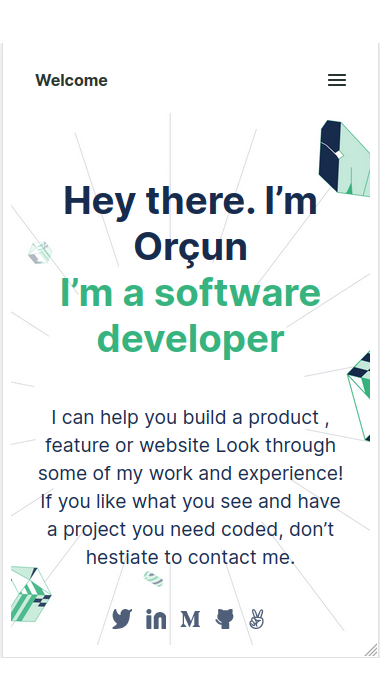 Welcome
Hey there. I’m
Orçun
I’m a software
developer
I can help you build a product ,
feature or website Look through
some of my work and experience!
If you like what you see and have
a project you need coded, don’t
hestiate to contact me.